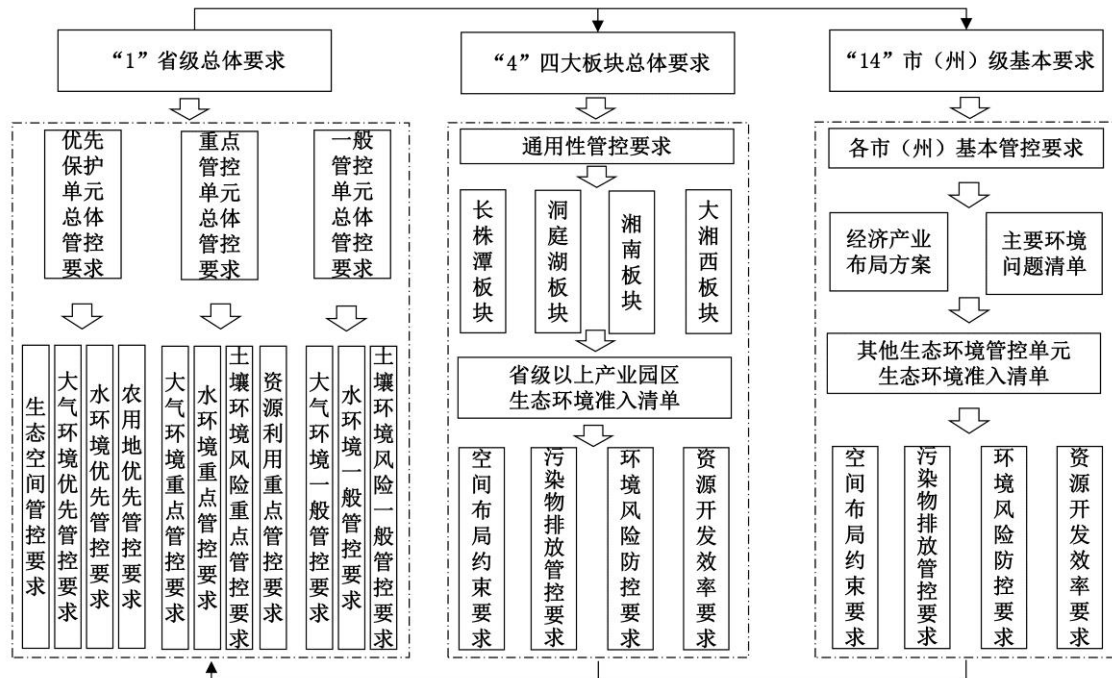 “1”省级总体要求
优先
保护
单元
总体
管控
要求
重点
管控
单元
总体
管控
要求
一般
管控
单元
总体
管控
要求
生态空间管控要求
大气环境优先管控要求
水环境优先管控要求
农用地优先管控要求
大气环境重点管控要求
水环境重点管控要求
土壤环境风险重点管控要求
资源利用重点管控要求
大气环境一般管控要求
水环境一般管控要求
土壤环境风险一般管控要求
“4”四大板块总体要求
通用性管控要求
长株潭板块
洞庭湖板块
湘南板块
大湘西板块
省级以上产业园区
生态环境准入清单
空间布局约束要求
污染物排放管控要求
环境风险防控要求
资源开发效率要求
“14”市（州）级基本要求
各市（州）基本管控要求
经济产业
布局方案
主要环境
问题清单
其他生态环境管控单元
生态环境准入清单
空间布局约束要求
污染物排放管控要求
环境风险防控要求
资源开发效率要求